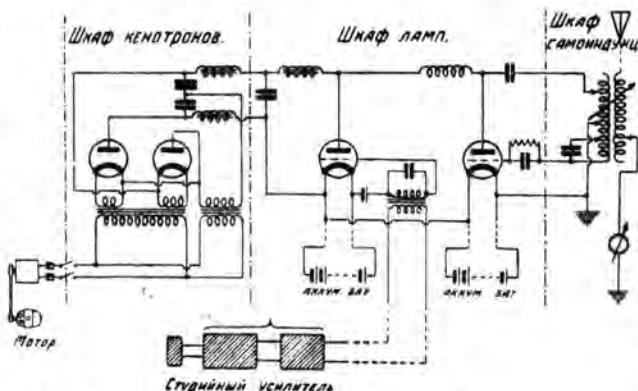 Шкаф кенотронов.
Шкаф ламп.
Шкаф
самоиндукц
Аккум. бат
Аккум. бат
Мотор
Студийный усилитель